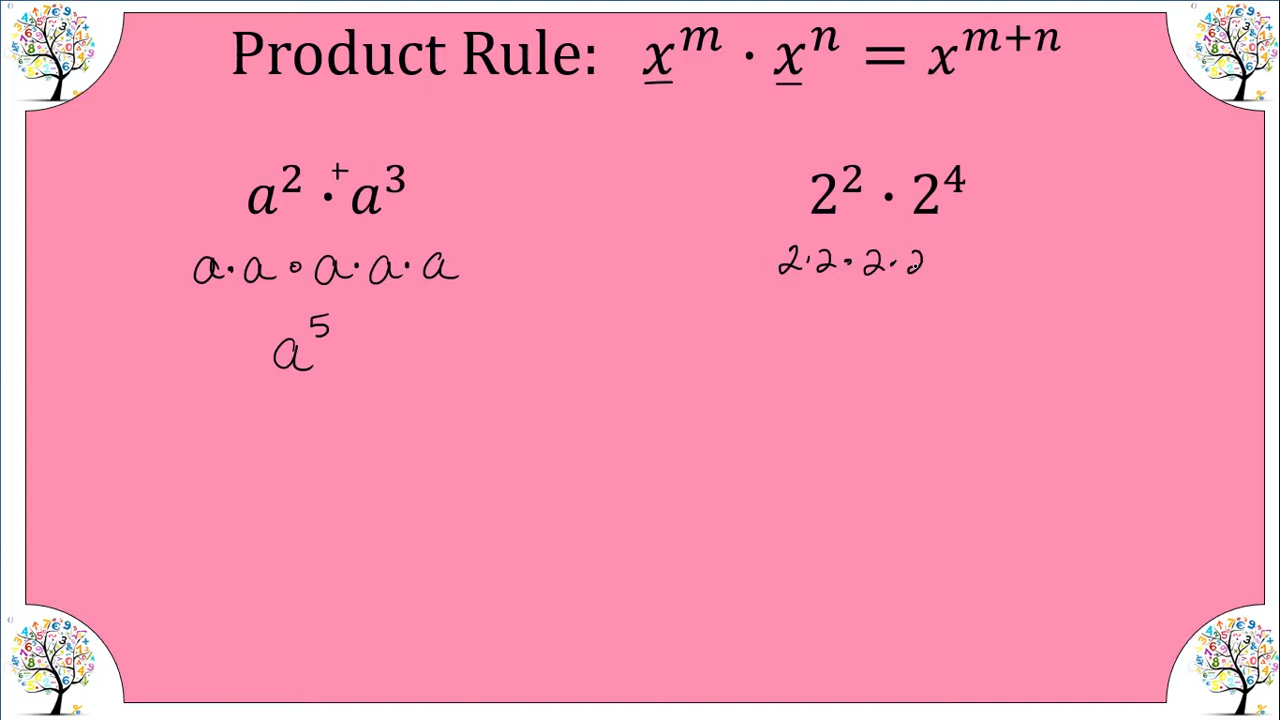 Product Rule: x^m · x^n = x^{m+n}
a^2 · + a^3
2^2 · 2^4
a·a·a·a·a
2·2·2·2
a^5